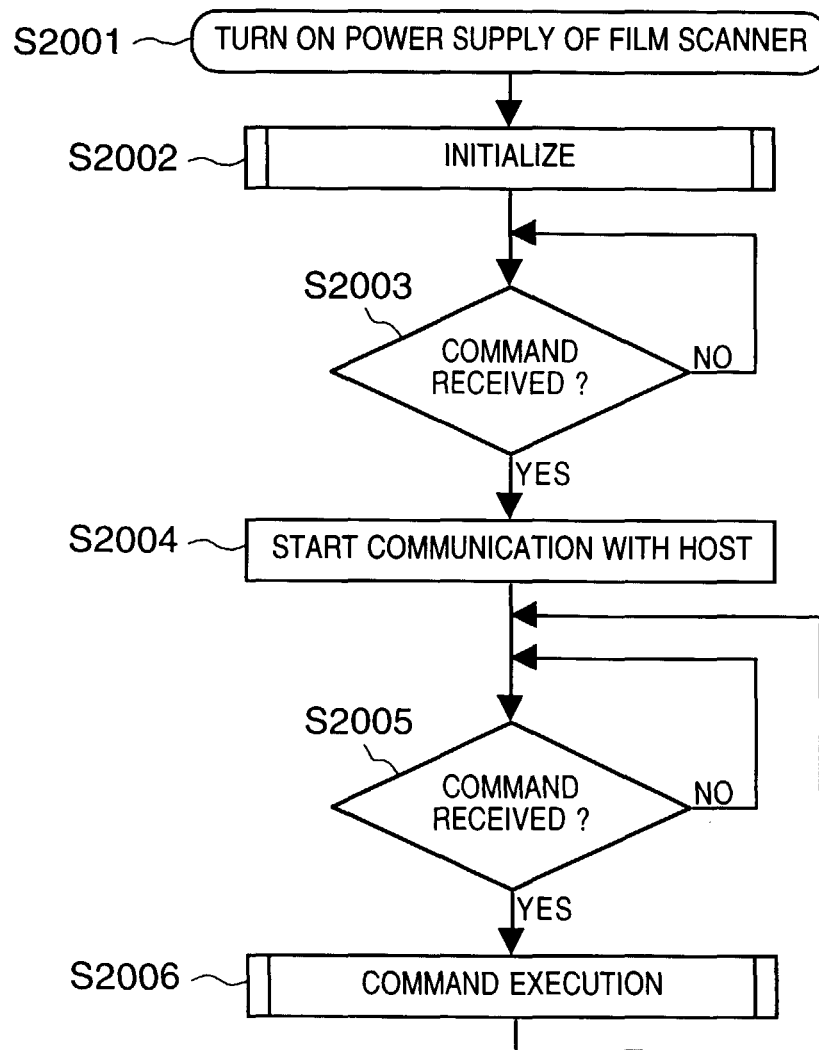 S2001
TURN ON POWER SUPPLY OF FILM SCANNER
S2002
INITIALIZE
S2003
COMMAND
RECEIVED ?
NO
YES
S2004
START COMMUNICATION WITH HOST
S2005
COMMAND
RECEIVED ?
NO
YES
S2006
COMMAND EXECUTION